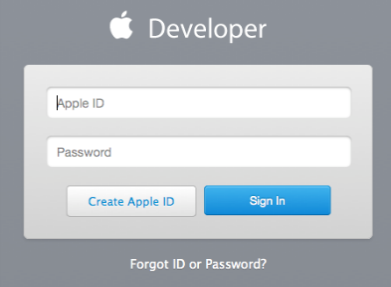 Developer
Apple ID
Password
Create Apple ID Sign In
Forgot ID or Password?